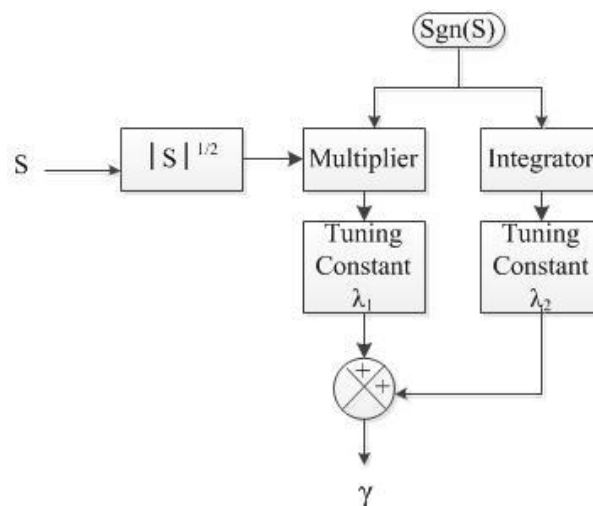 Sgn(S)
S
|S|^1/2
Multiplier
Integrator
Tuning
Constant
λ₁
Tuning
Constant
λ₂
+
+
γ